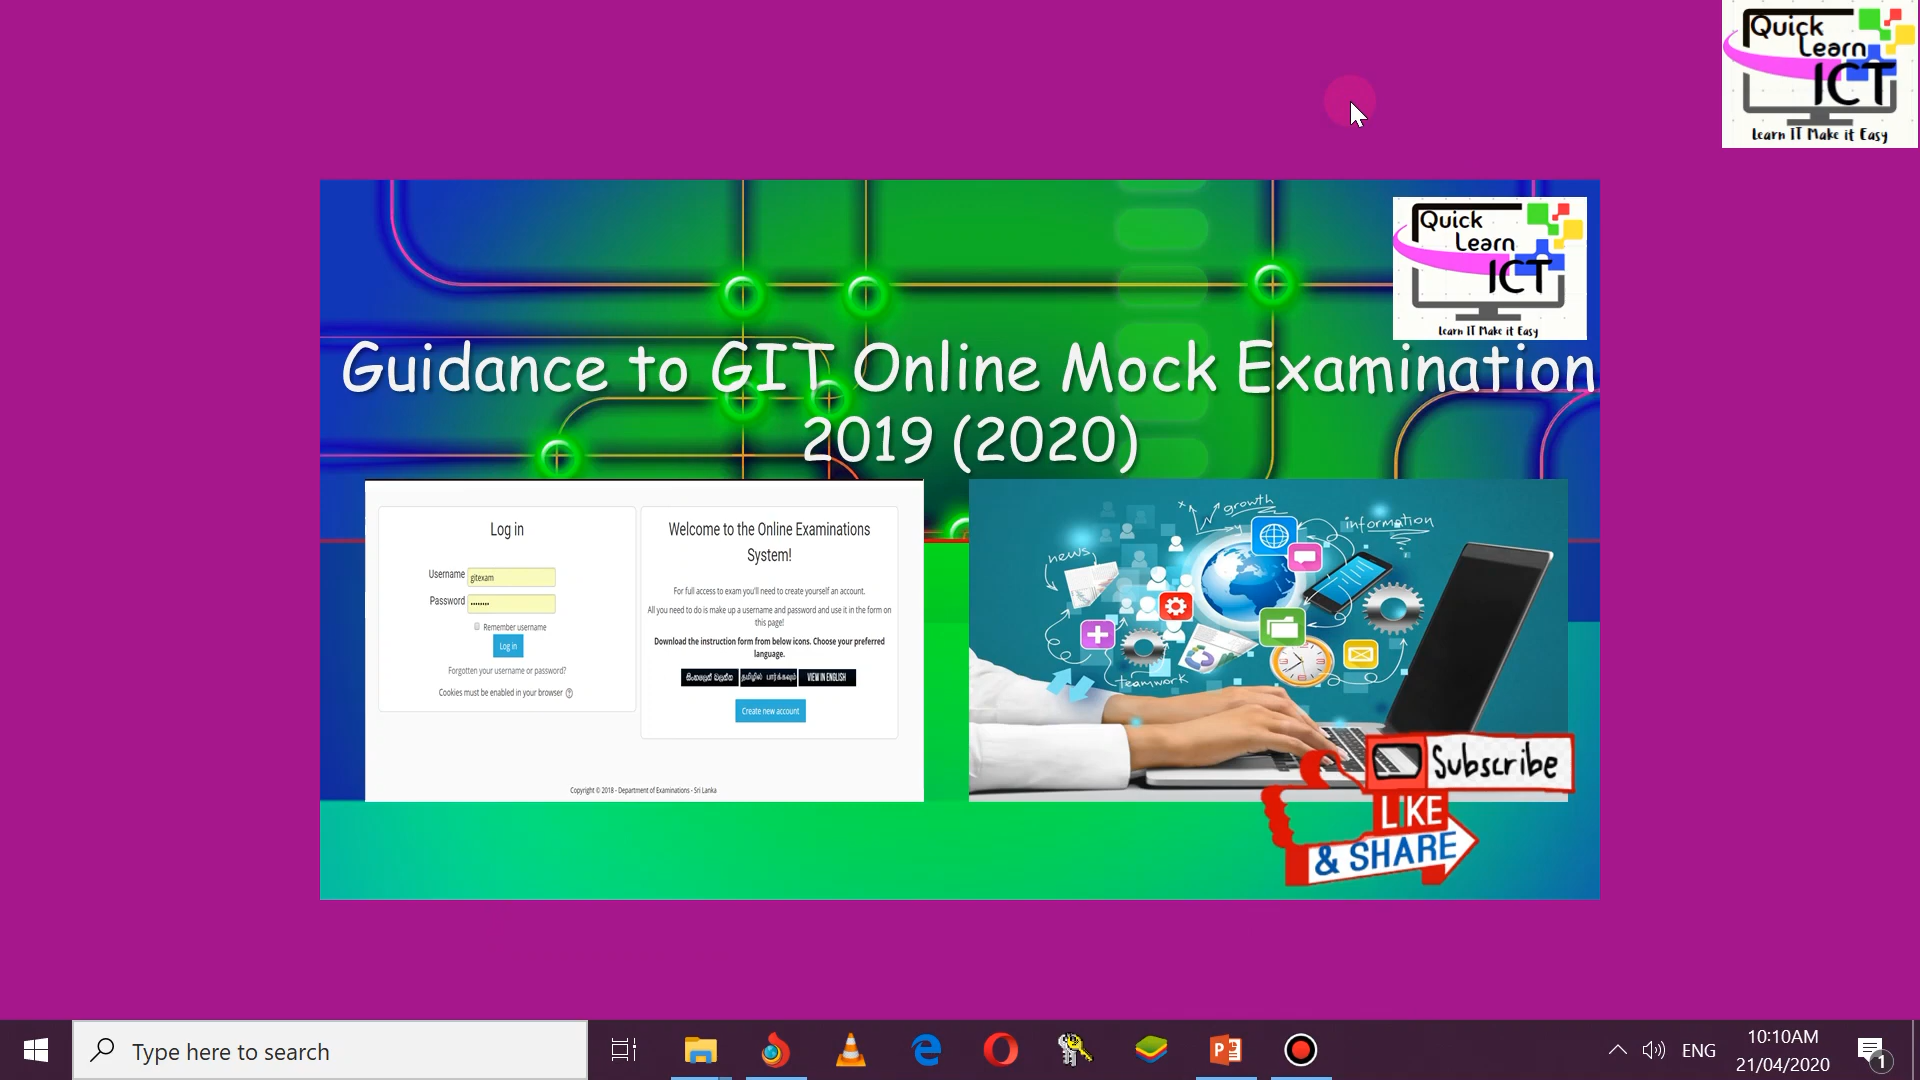 Quick
Learn
ICT
Learn IT Make it Easy
Quick
Learn
ICT
Learn IT Make it Easy
Guidance to GIT Online Mock Examination
2019 (2020)
Log in
Username gitexam
Password ••••••••
Remember username
Log in
Forgotten your username or password?
Cookies must be enabled in your browser
Welcome to the Online Examinations
System!
For full access to exam you'll need to create yourself an account.
All you need to do is make up a username and password and use it in the form on
this page!
Download the instruction form from below icons. Choose your preferred
language.
සිංහලෙන් බලන්න தமிழில் பார்க்கவும் VIEW IN ENGLISH
Create new account
Copyright © 2018 - Department of Examinations - Sri Lanka
growth
information
news
teamwork
Subscribe
LIKE
& SHARE
Type here to search
ENG
10:10AM
21/04/2020
1